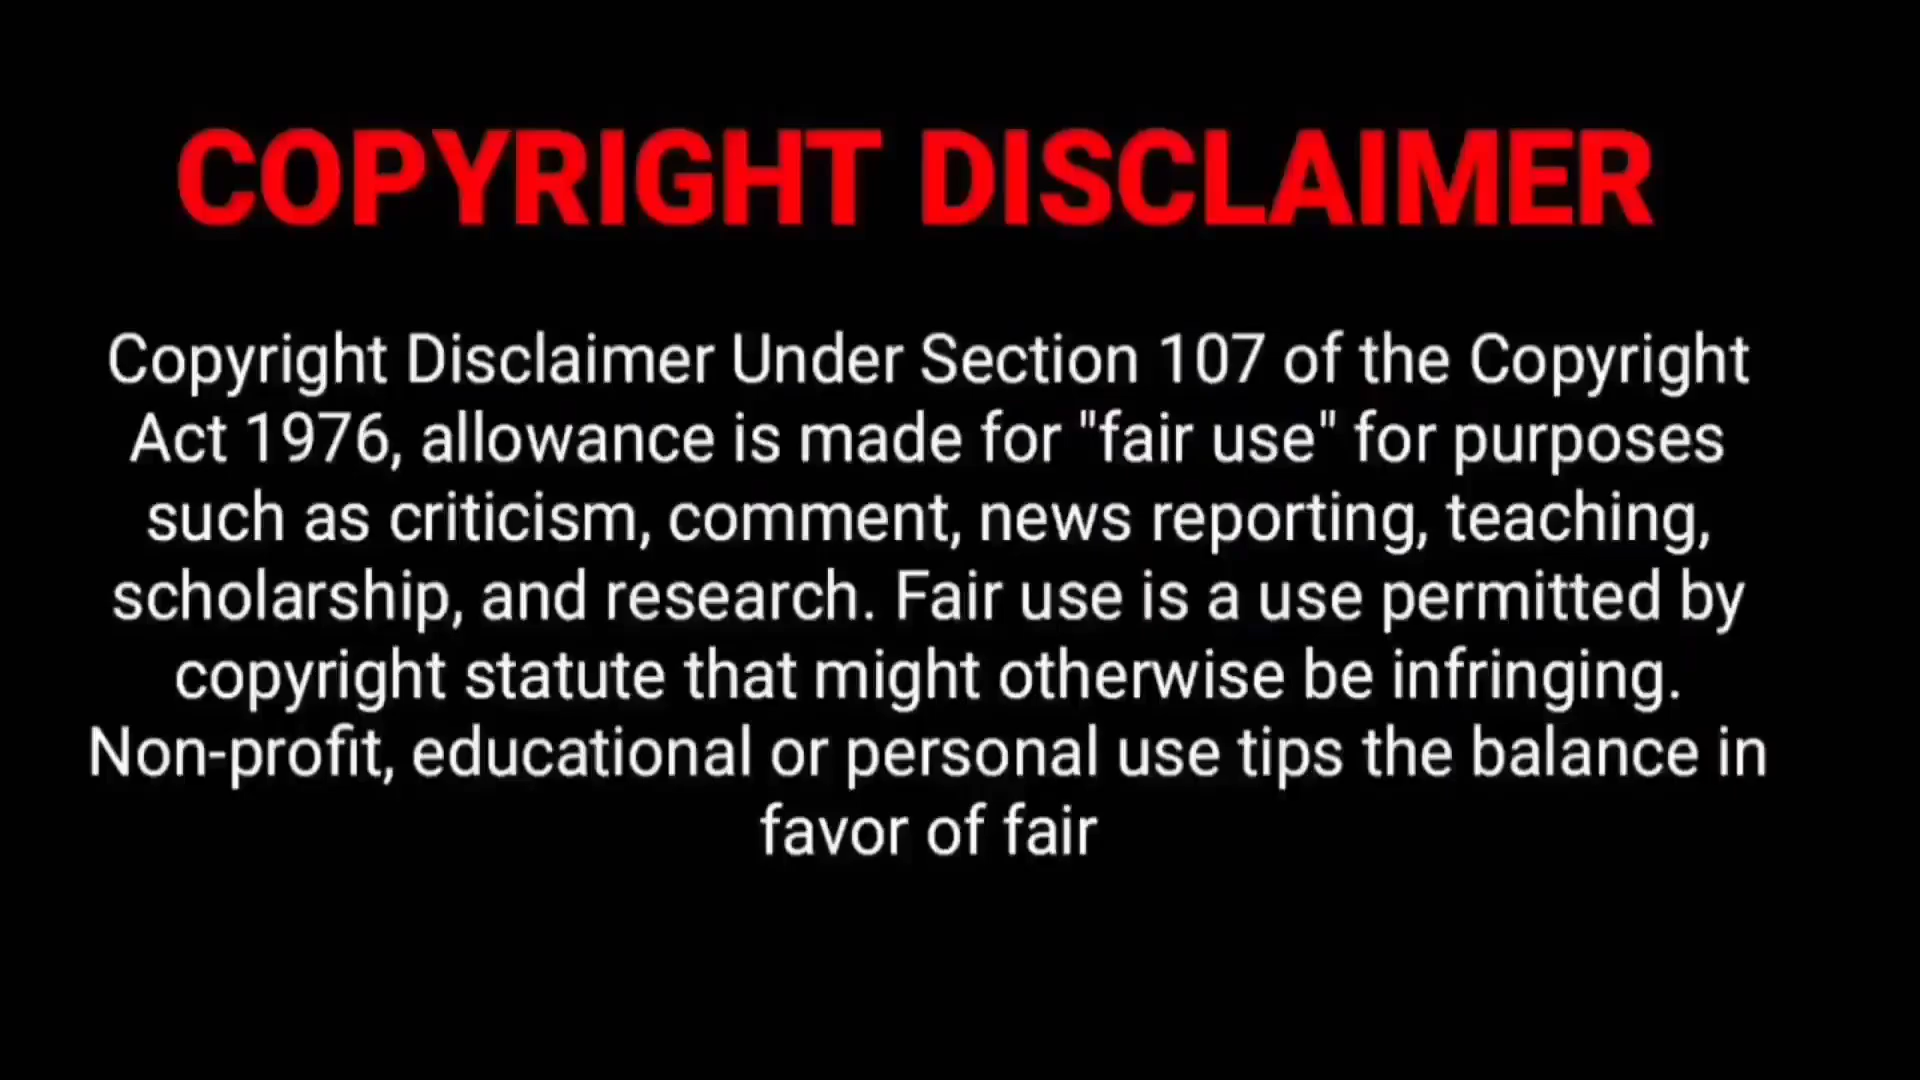 COPYRIGHT DISCLAIMER
Copyright Disclaimer Under Section 107 of the Copyright
Act 1976, allowance is made for "fair use" for purposes
such as criticism, comment, news reporting, teaching,
scholarship, and research. Fair use is a use permitted by
copyright statute that might otherwise be infringing.
Non-profit, educational or personal use tips the balance in
favor of fair